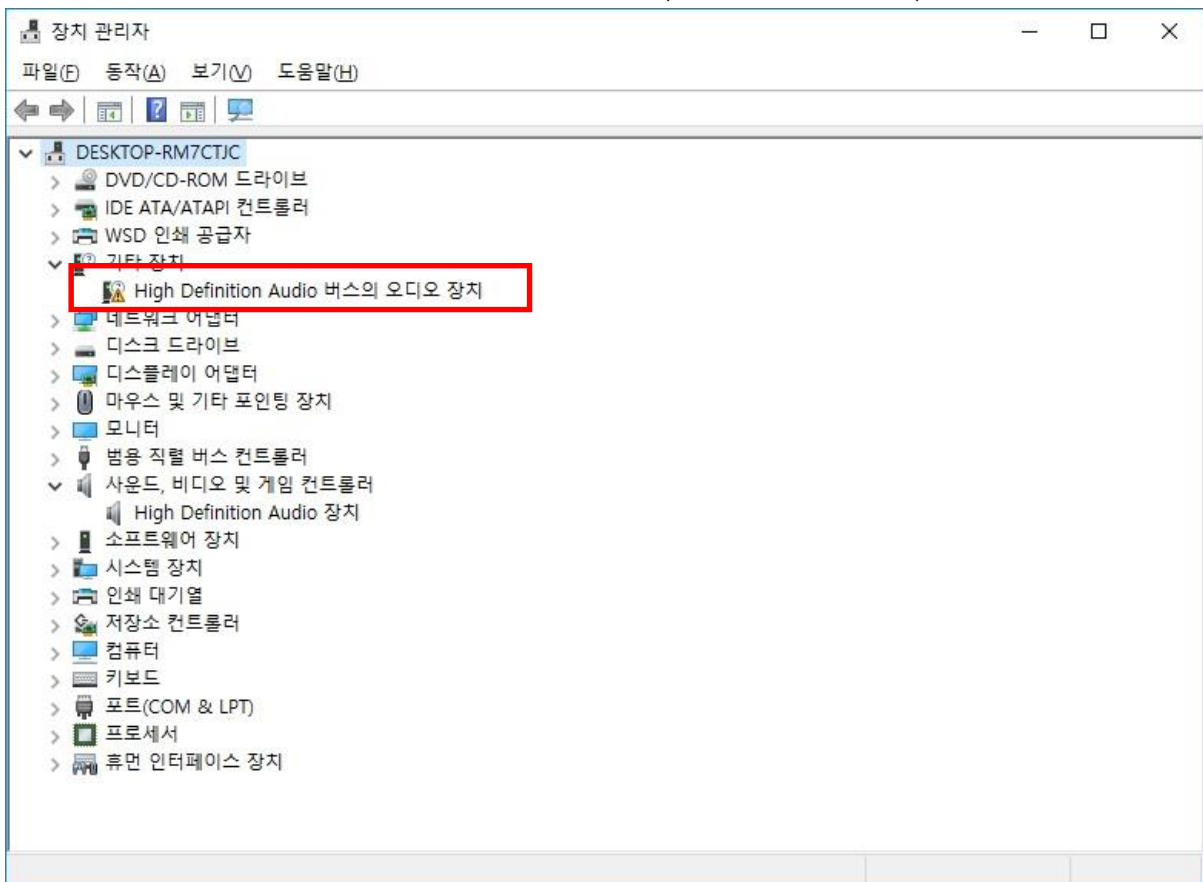 장치 관리자
파일(F) 동작(A) 보기(V) 도움말(H)
DESKTOP-RM7CTJC
DVD/CD-ROM 드라이브
IDE ATA/ATAPI 컨트롤러
WSD 인쇄 공급자
기타 장치
High Definition Audio 버스의 오디오 장치
네트워크 어댑터
디스크 드라이브
디스플레이 어댑터
마우스 및 기타 포인팅 장치
모니터
범용 직렬 버스 컨트롤러
사운드, 비디오 및 게임 컨트롤러
High Definition Audio 장치
소프트웨어 장치
시스템 장치
인쇄 대기열
저장소 컨트롤러
컴퓨터
키보드
포트(COM & LPT)
프로세서
휴먼 인터페이스 장치